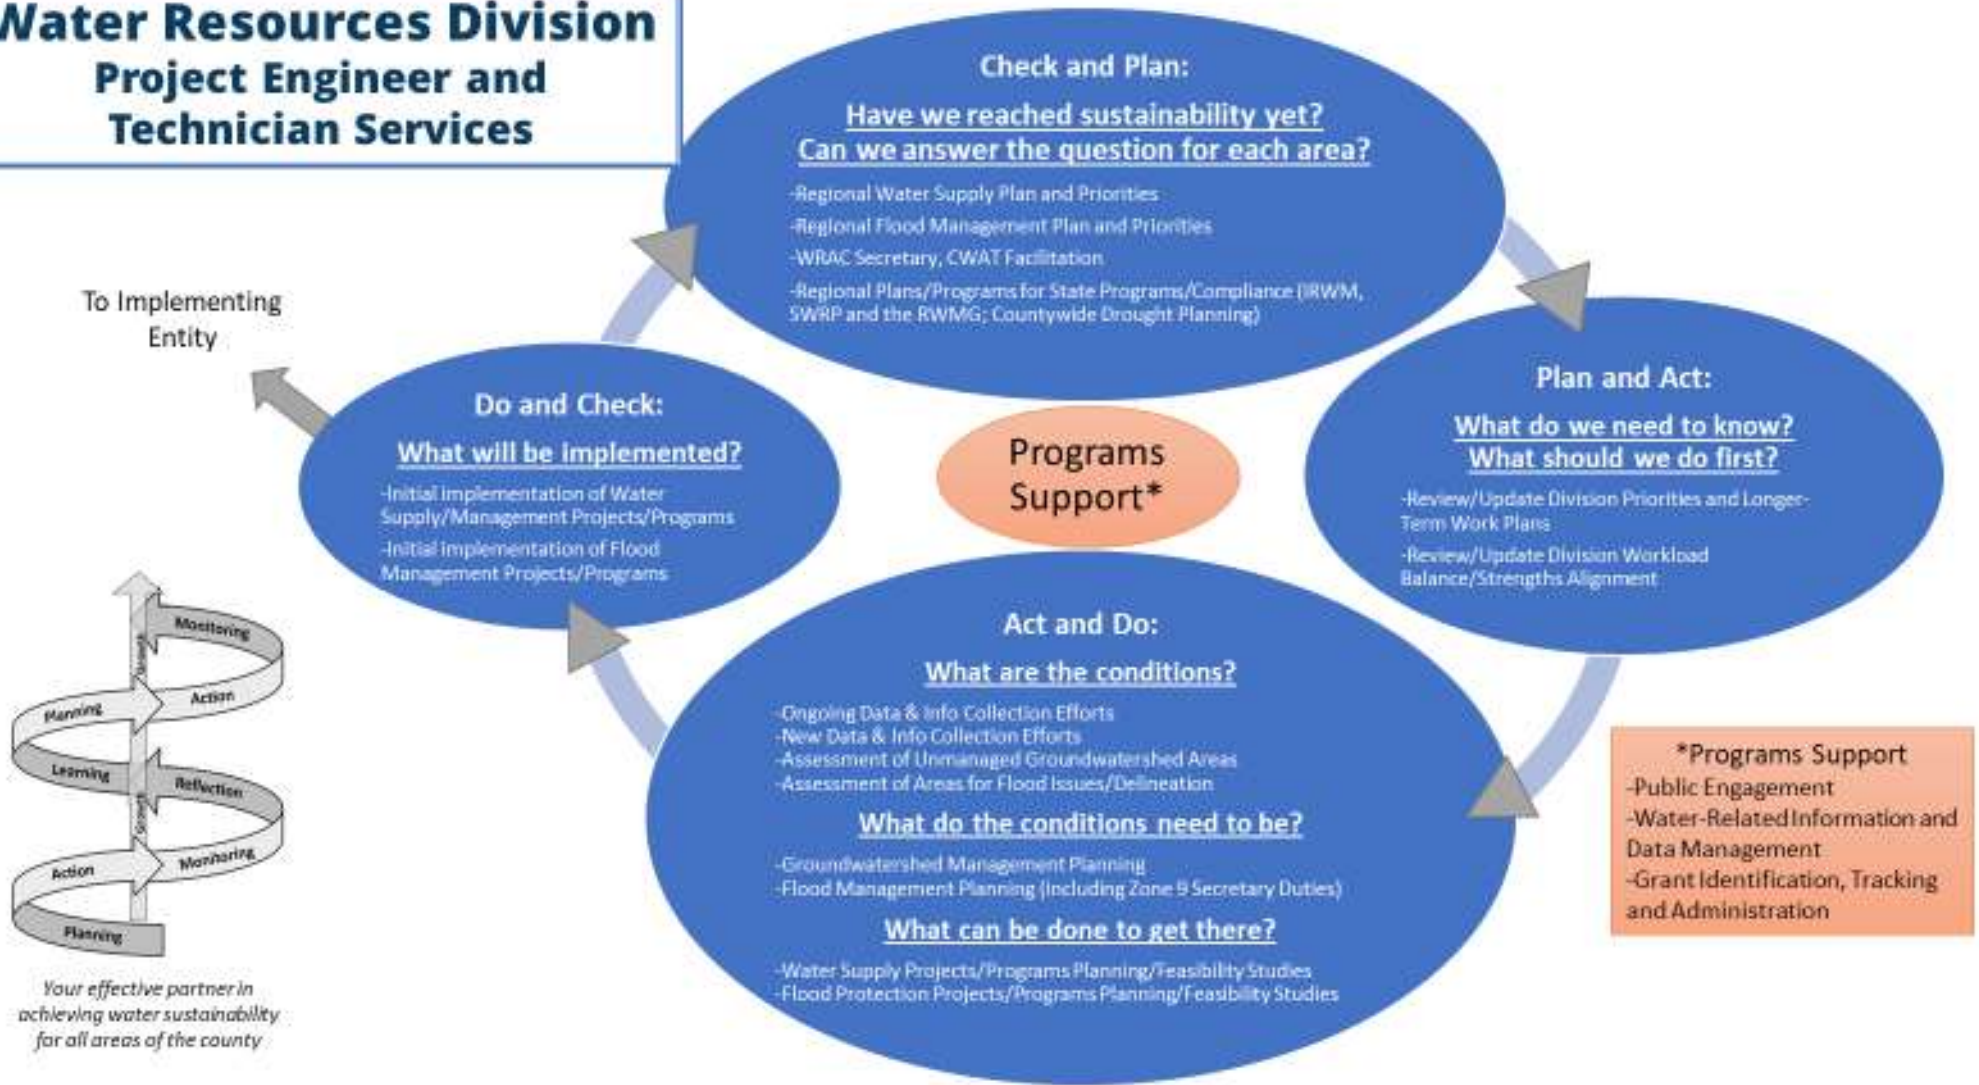 Water Resources Division
Project Engineer and
Technician Services
Check and Plan:
Have we reached sustainability yet?
Can we answer the question for each area?
-Regional Water Supply Plan and Priorities
-Regional Flood Management Plan and Priorities
-WRAC Secretary, CWAT Facilitation
-Regional Plans/Programs for State Programs/Compliance (IRWM,
SWRP and the RWMG; Countywide Drought Planning)
Plan and Act:
What do we need to know?
What should we do first?
-Review/Update Division Priorities and Longer-
Term Work Plans
-Review/Update Division Workload
Balance/Strengths Alignment
Act and Do:
What are the conditions?
-Ongoing Data & Info Collection Efforts
-New Data & Info Collection Efforts
-Assessment of Unmanaged Groundwatershed Areas
-Assessment of Areas for Flood Issues/Delineation
What do the conditions need to be?
-Groundwatershed Management Planning
-Flood Management Planning (Including Zone 9 Secretary Duties)
What can be done to get there?
-Water Supply Projects/Programs Planning/Feasibility Studies
-Flood Protection Projects/Programs Planning/Feasibility Studies
Do and Check:
What will be implemented?
-Initial implementation of Water
Supply/Management Projects/Programs
-Initial implementation of Flood
Management Projects/Programs
To Implementing
Entity
Programs
Support*
*Programs Support
-Public Engagement
-Water-Related Information and
Data Management
-Grant Identification, Tracking
and Administration
Monitoring
Growth
Action
Planning
Learning
Reflection
Growth
Monitoring
Action
Planning
Your effective partner in
achieving water sustainability
for all areas of the county